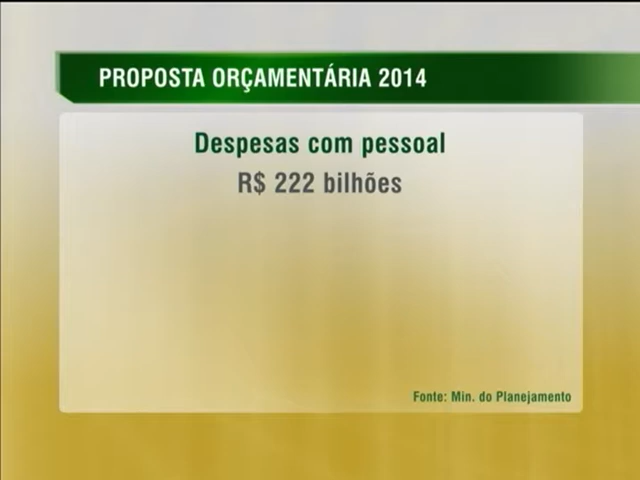 PROPOSTA ORÇAMENTÁRIA 2014
Despesas com pessoal
R$ 222 bilhões
Fonte: Min. do Planejamento